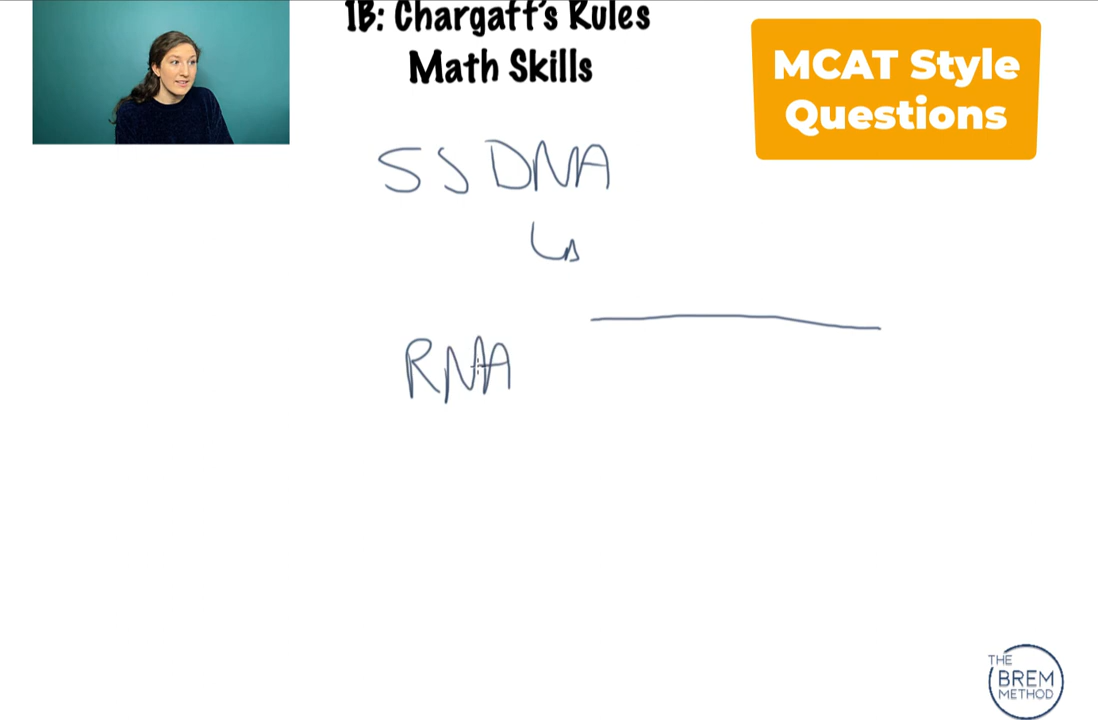 1B: Chargaff's Rules
Math Skills
MCAT Style
Questions
SS DNA
RNA
THE
BREM
METHOD